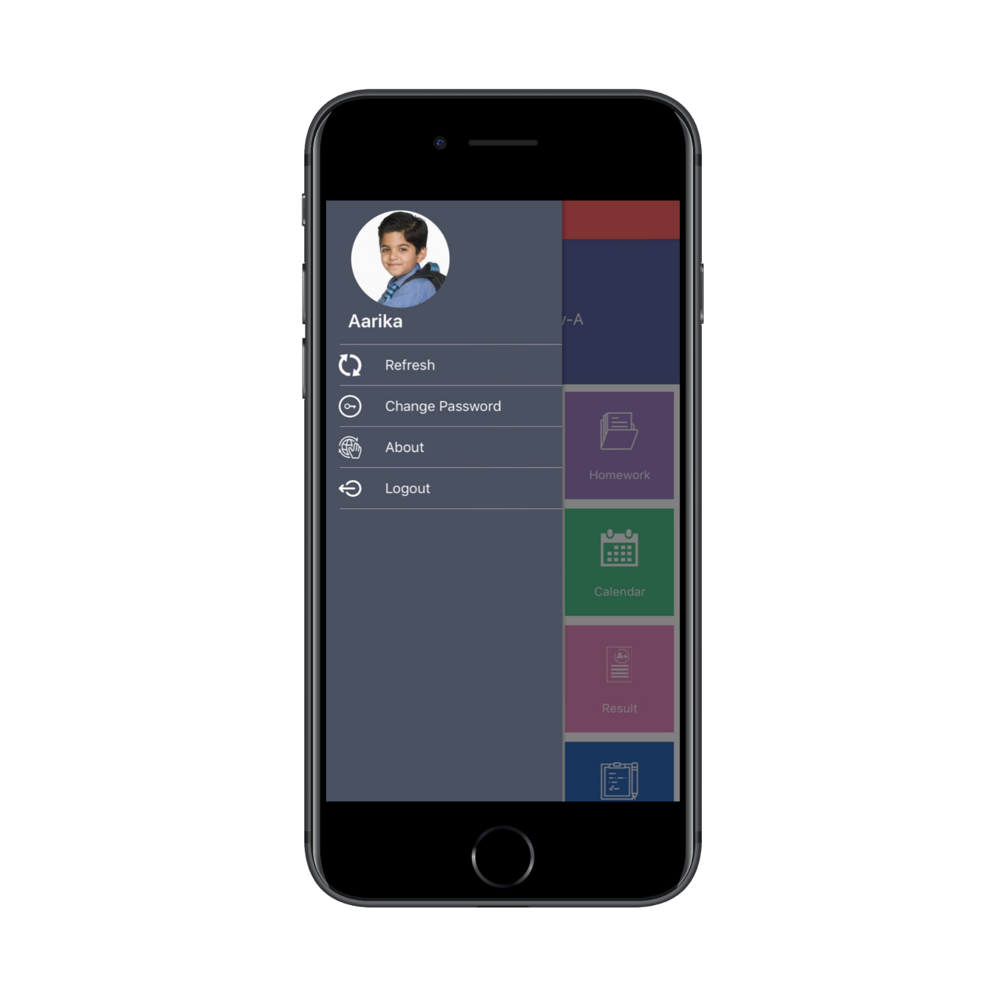 Aarika
Refresh
Change Password
About
Logout
y-A
Homework
Calendar
A+
Result